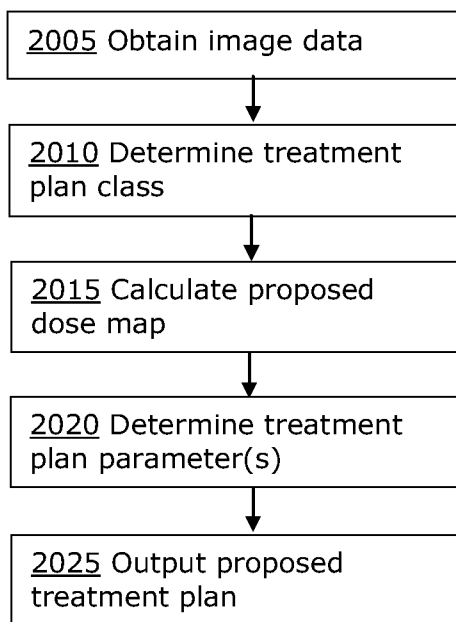 2005 Obtain image data
2010 Determine treatment
plan class
2015 Calculate proposed
dose map
2020 Determine treatment
plan parameter(s)
2025 Output proposed
treatment plan